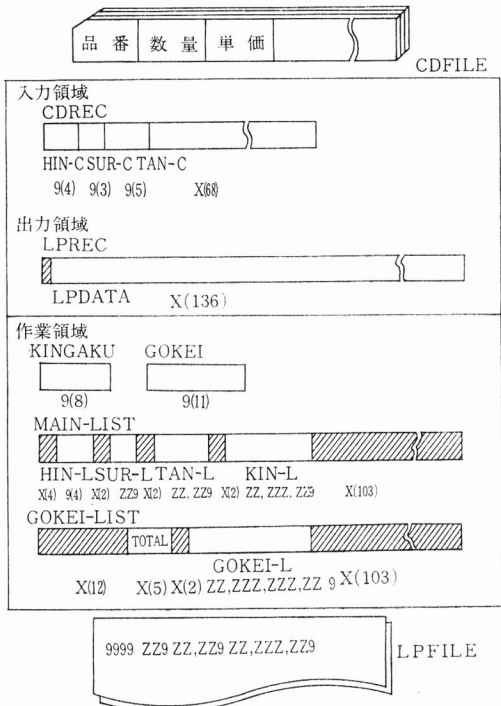 品番 数量 単価
CDFILE
入力領域
CDREC
HIN-C SUR-C TAN-C
9(4) 9(3) 9(5) X(68)
出力領域
LPREC
LPDATA X(136)
作業領域
KINGAKU GOKEI
9(8) 9(11)
MAIN-LIST
HIN-L SUR-L TAN-L KIN-L
X(4) 9(4) X(2) ZZ9 X(2) ZZ, ZZ9 X(2) ZZ, ZZZ, ZZ9 X(103)
GOKEI-LIST
TOTAL
GOKEI-L
X(12) X(5) X(2) ZZ,ZZZ,ZZZ,ZZ 9 X(103)
9999 ZZ9 ZZ,ZZ9 ZZ,ZZZ,ZZ9
LPFILE